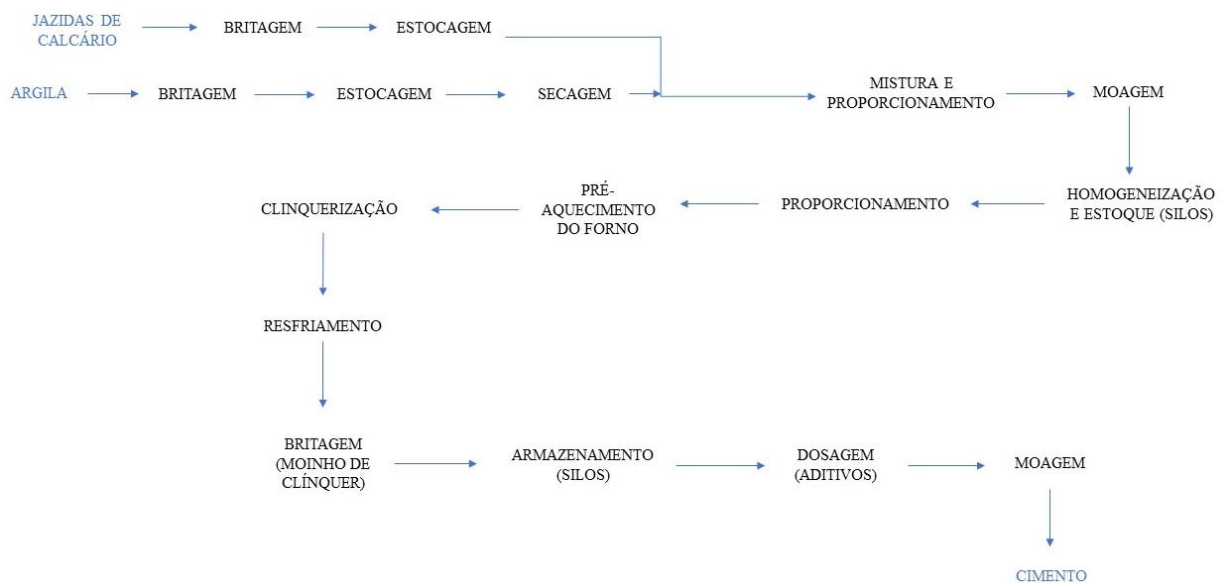 JAZIDAS DE
CALCÁRIO
BRITAGEM
ESTOCAGEM
ARGILA
BRITAGEM
ESTOCAGEM
SECAGEM
MISTURA E
PROPORCIONAMENTO
MOAGEM
HOMOGENEIZAÇÃO
E ESTOQUE (SILOS)
PROPORCIONAMENTO
PRÉ-
AQUECIMENTO
DO FORNO
CLINQUERIZAÇÃO
RESFRIAMENTO
BRITAGEM
(MOINHO DE
CLÍNQUER)
ARMAZENAMENTO
(SILOS)
DOSAGEM
(ADITIVOS)
MOAGEM
CIMENTO